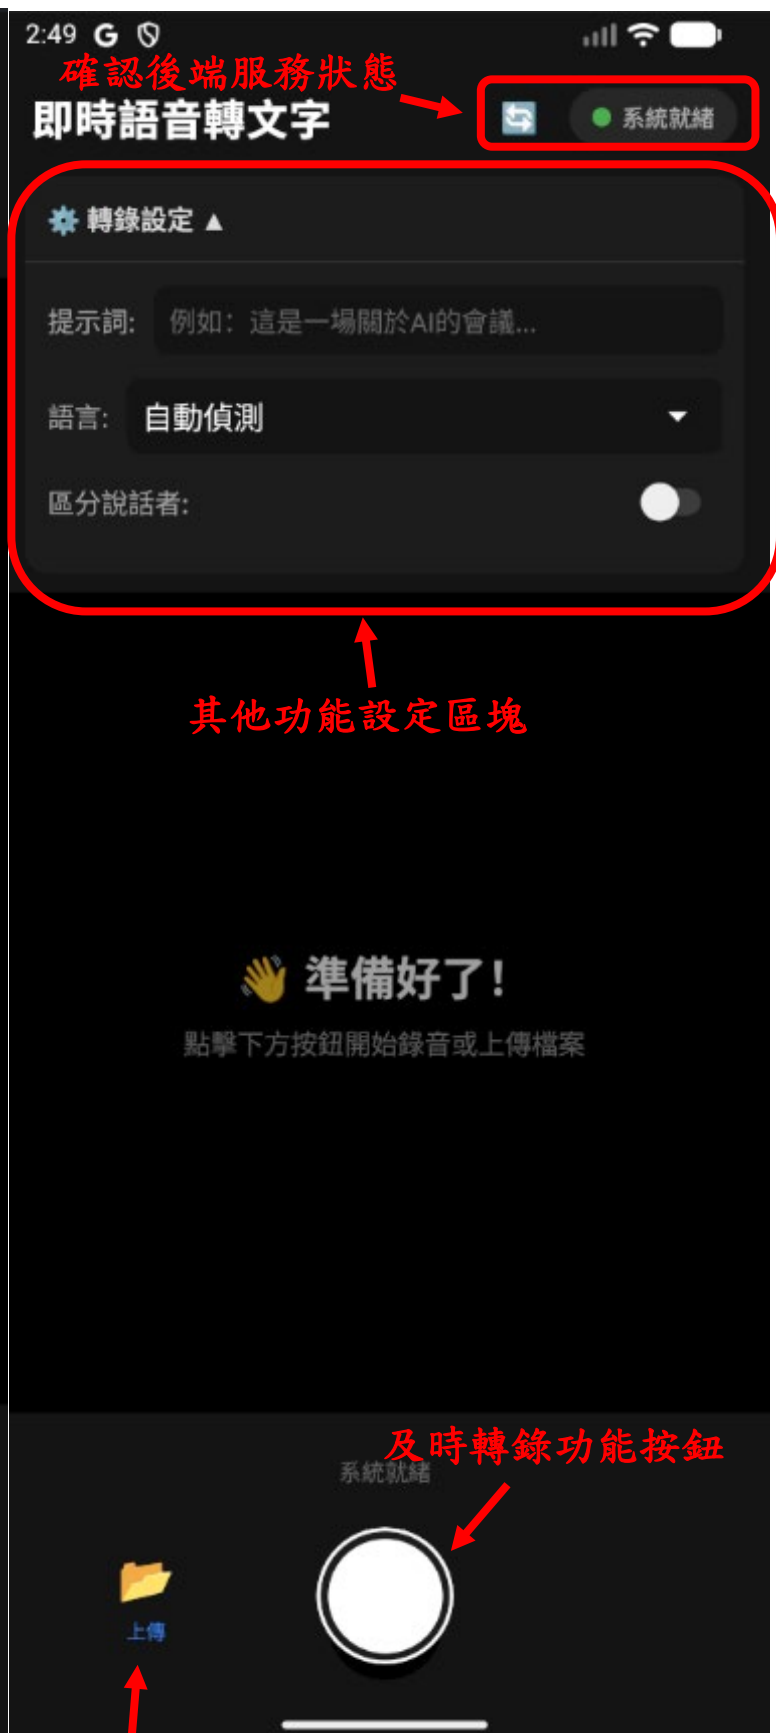 2:49 G
確認後端服務狀態
即時語音轉文字
系統就緒
轉錄設定 ▲
提示詞: 例如：這是一場關於AI的會議...
語言: 自動偵測
區分說話者:
其他功能設定區塊
👋 準備好了！
點擊下方按鈕開始錄音或上傳檔案
及時轉錄功能按鈕
系統就緒
上傳